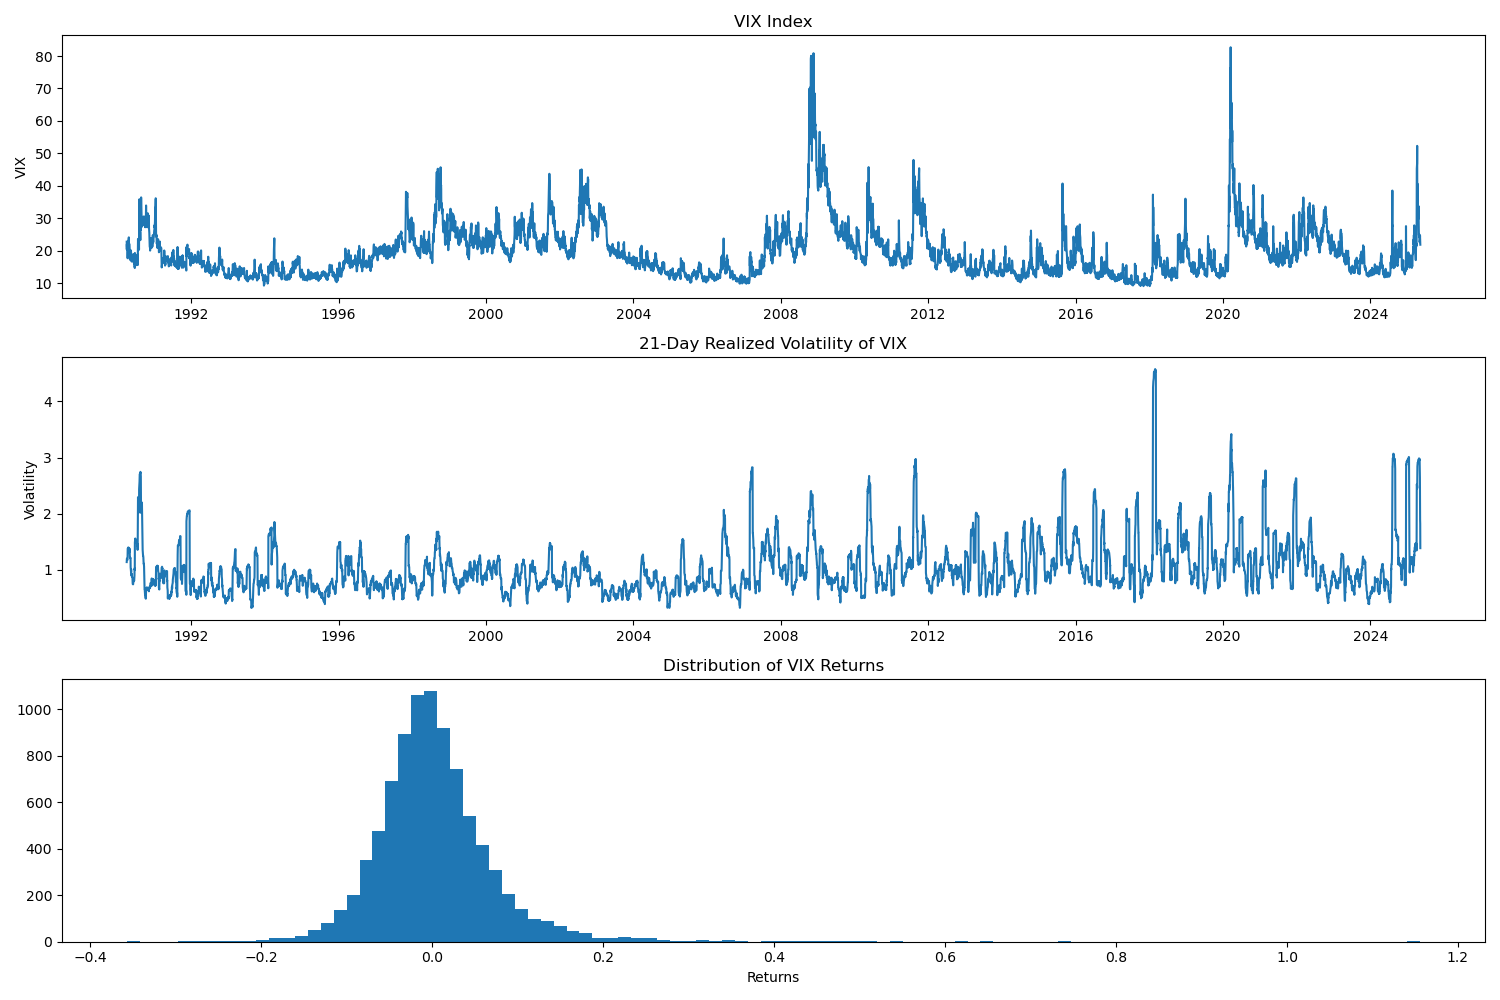 VIX Index
VIX
80
70
60
50
40
30
20
10
1992 1996 2000 2004 2008 2012 2016 2020 2024
21-Day Realized Volatility of VIX
Volatility
4
3
2
1
1992 1996 2000 2004 2008 2012 2016 2020 2024
Distribution of VIX Returns
1000
800
600
400
200
0
−0.4 −0.2 0.0 0.2 0.4 0.6 0.8 1.0 1.2
Returns